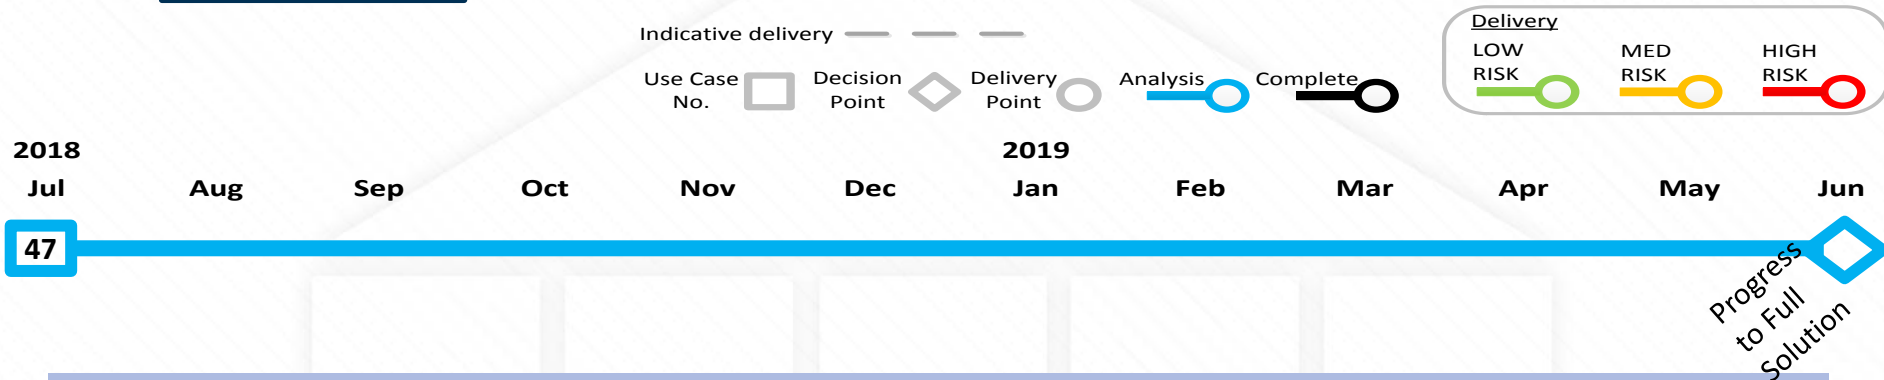 Indicative delivery
Use Case
No.
Decision
Point
Delivery
Point
Analysis
Complete
Delivery
LOW
RISK
MED
RISK
HIGH
RISK
2018
2019
Jul Aug Sep Oct Nov Dec Jan Feb Mar Apr May Jun
47
Progress
to Full
Solution